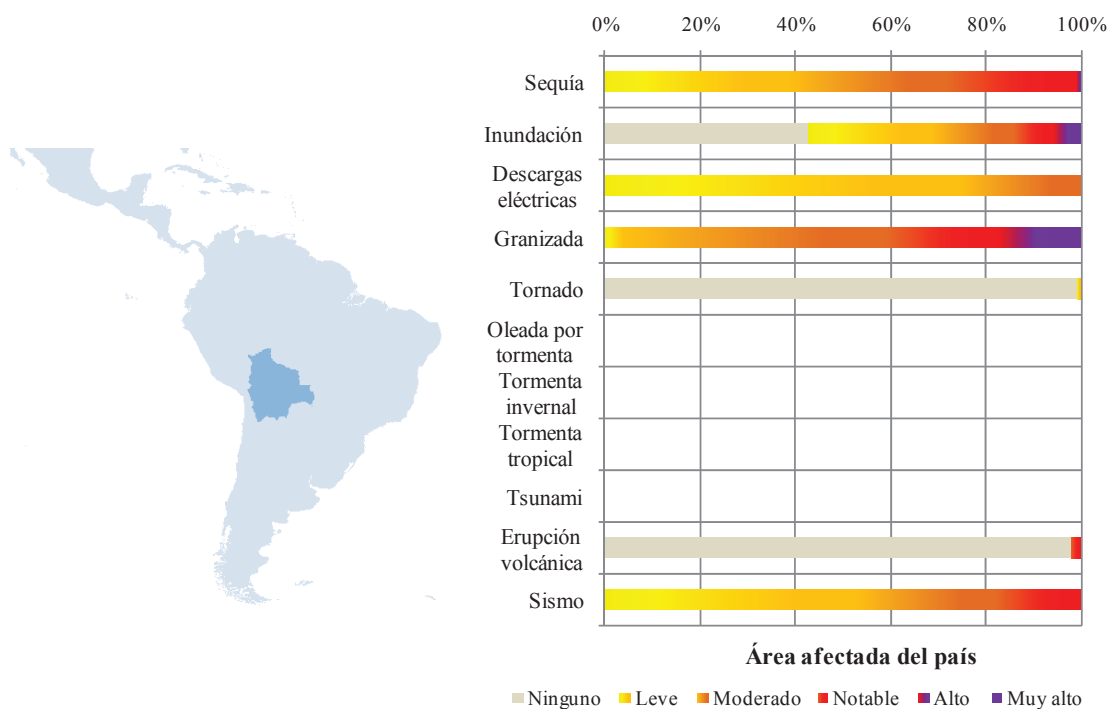 0% 20% 40% 60% 80% 100%
Sequía
Inundación
Descargas
eléctricas
Granizada
Tornado
Oleada por
tormenta
Tormenta
invernal
Tormenta
tropical
Tsunami
Erupción
volcánica
Sismo
Área afectada del país
Ninguno Leve Moderado Notable Alto Muy alto